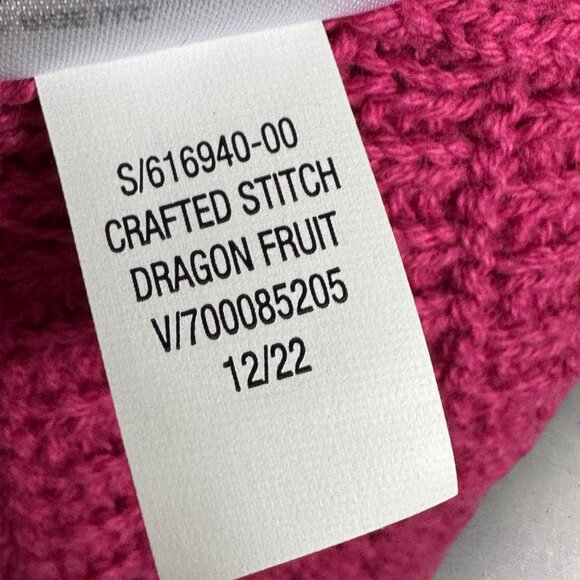 S/616940-00
CRAFTED STITCH
DRAGON FRUIT
V/700085205
12/22